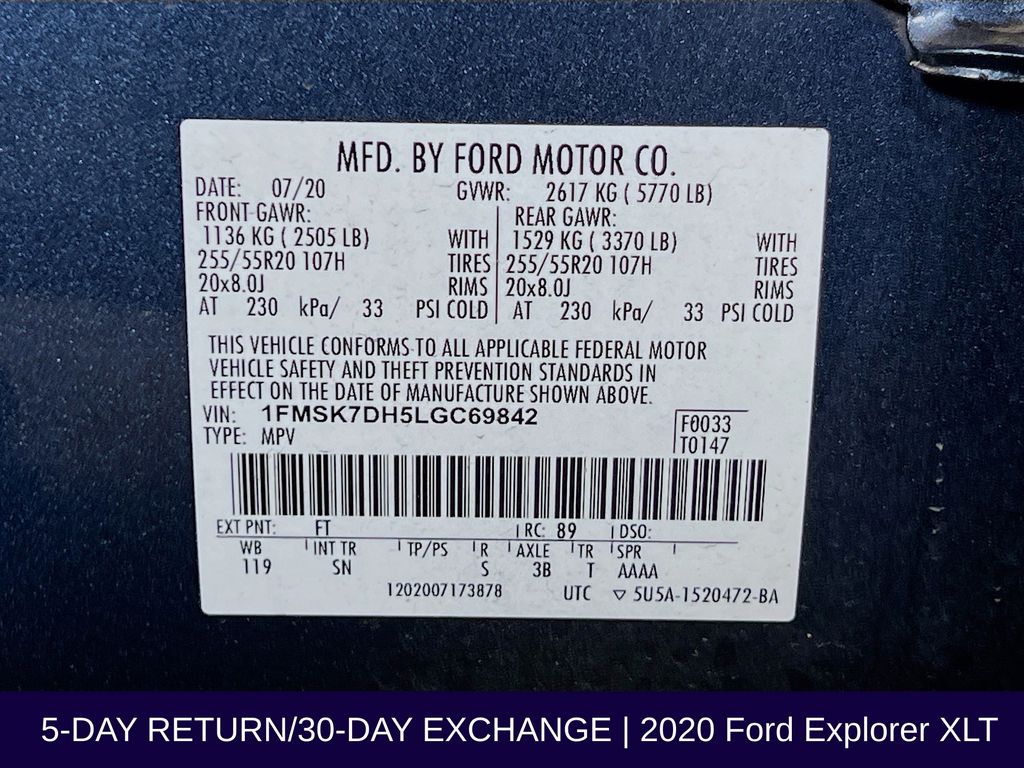 MFD. BY FORD MOTOR CO.
DATE: 07/20 GVWR: 2617 KG ( 5770 LB)
FRONT GAWR: REAR GAWR:
1136 KG ( 2505 LB) WITH 1529 KG ( 3370 LB) WITH
255/55R20 107H TIRES 255/55R20 107H TIRES
20x8.0J RIMS 20x8.0J RIMS
AT 230 kPa/ 33 PSI COLD AT 230 kPa/ 33 PSI COLD
THIS VEHICLE CONFORMS TO ALL APPLICABLE FEDERAL MOTOR
VEHICLE SAFETY AND THEFT PREVENTION STANDARDS IN
EFFECT ON THE DATE OF MANUFACTURE SHOWN ABOVE.
VIN: 1FMSK7DH5LGC69842 F0033
TYPE: MPV T0147
EXT PNT: FT RC: 89 DSO:
WB INT TR TP/PS R AXLE TR SPR
119 SN S 3B T AAAA
1202007173878 UTC ▽ 5U5A-1520472-BA
5-DAY RETURN/30-DAY EXCHANGE | 2020 Ford Explorer XLT